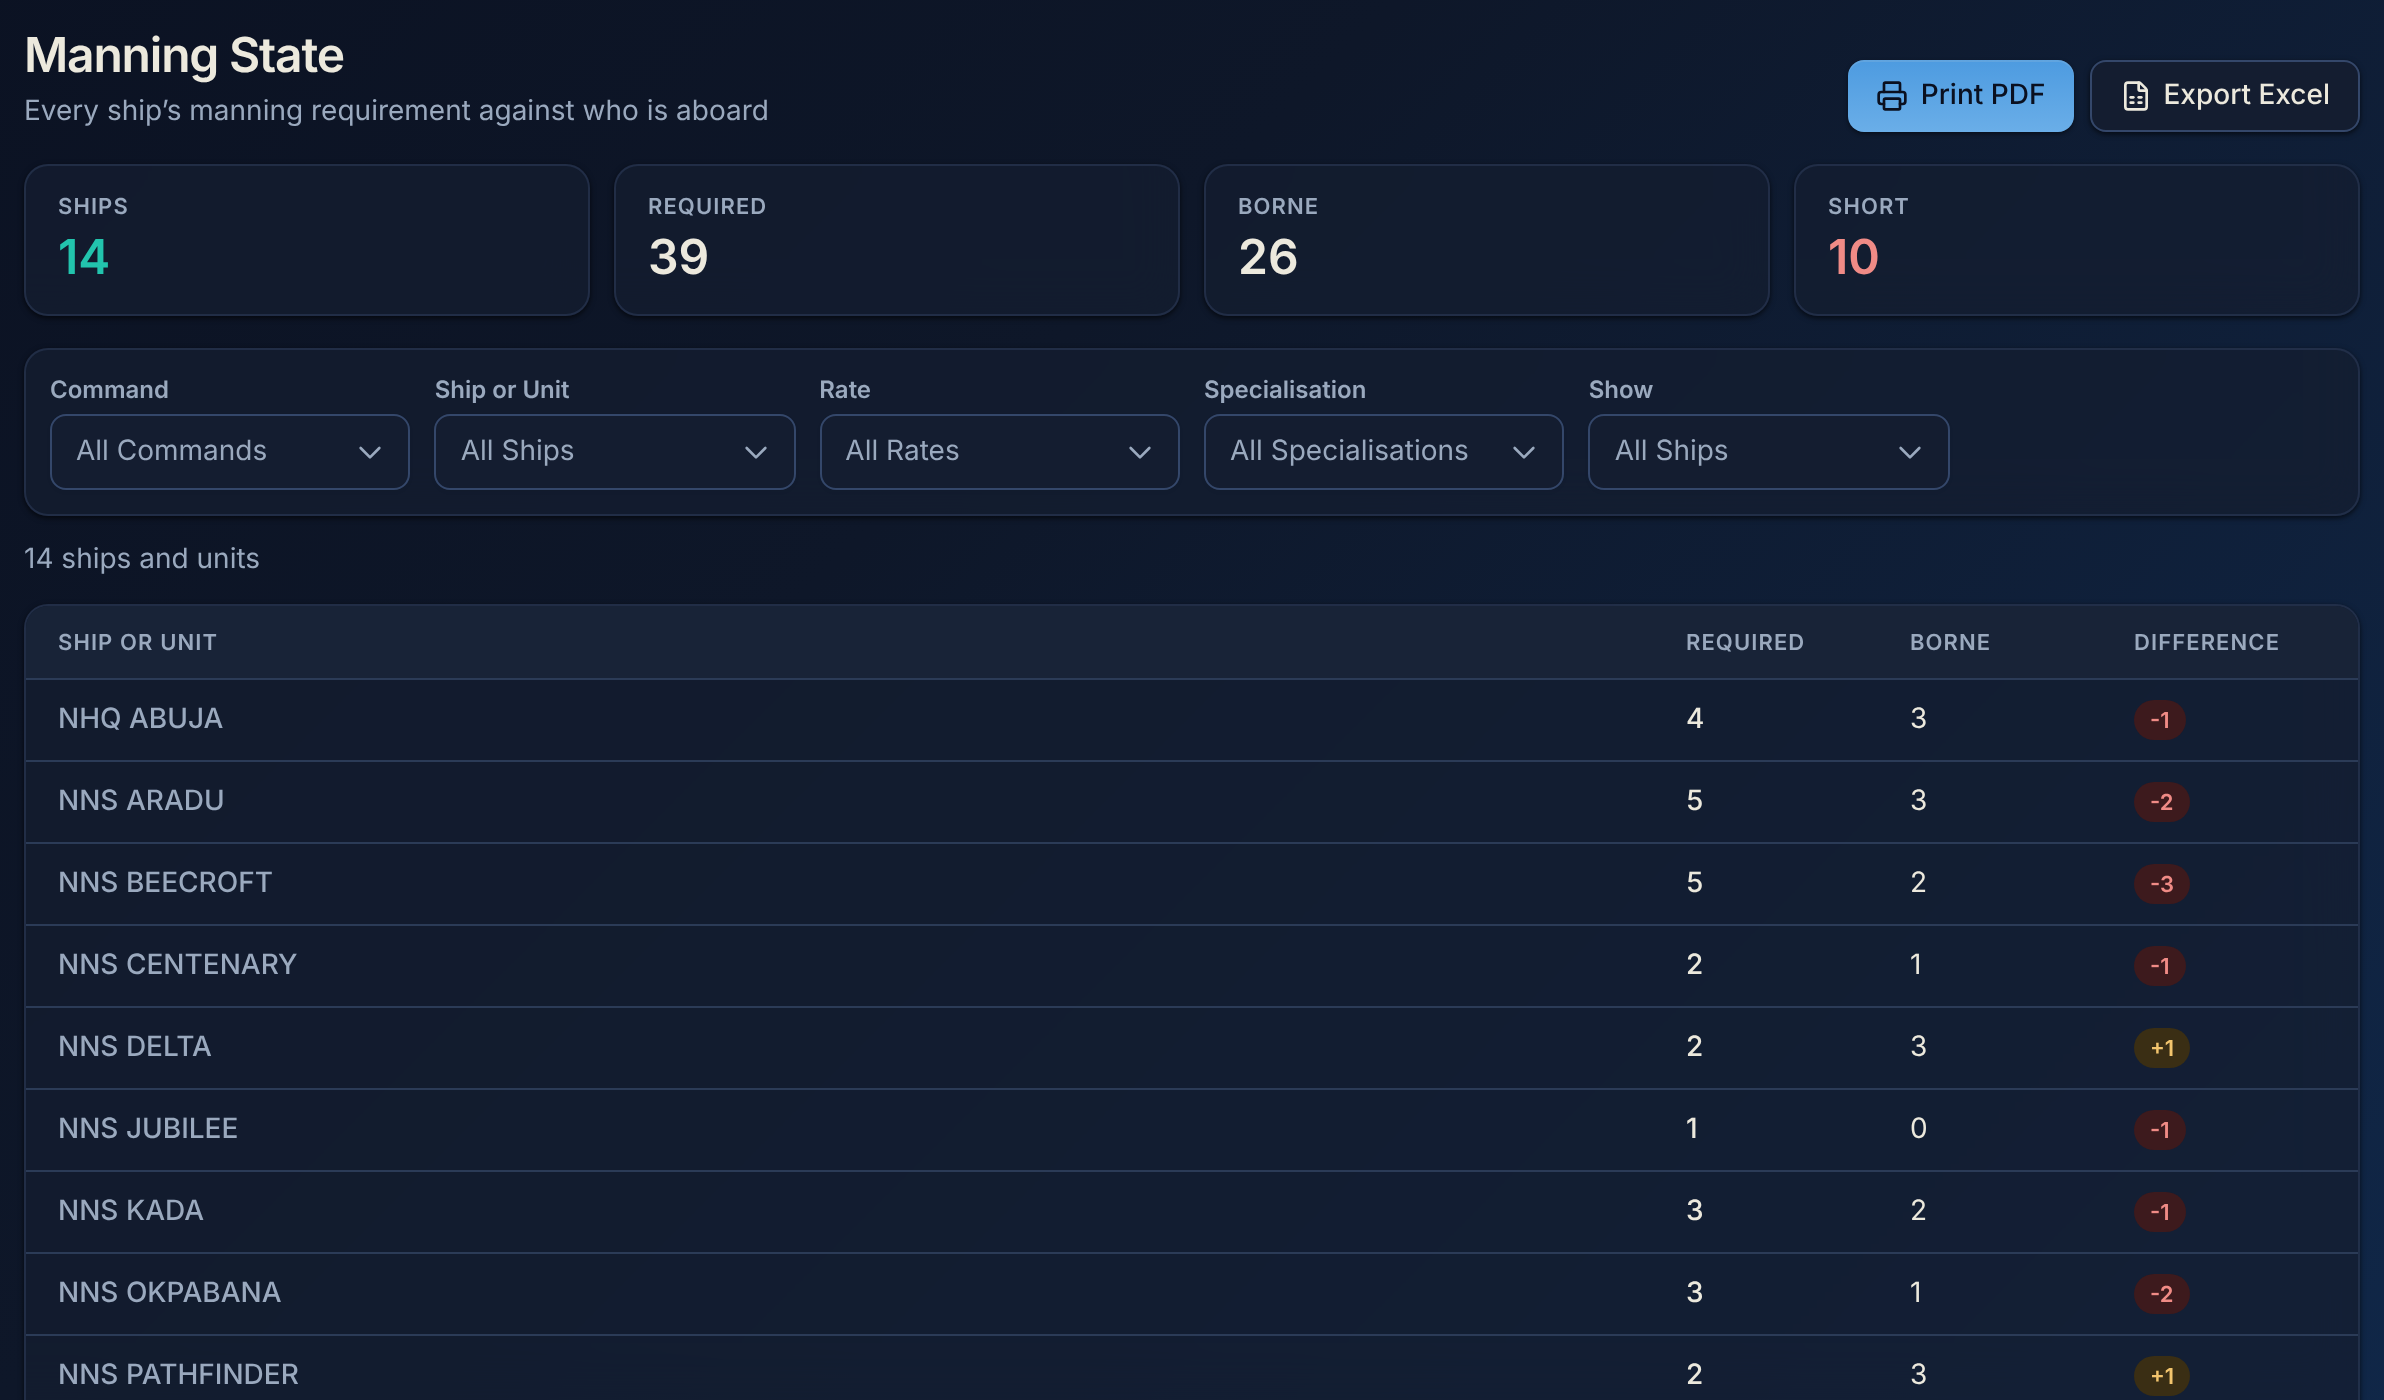 Manning State
Every ship’s manning requirement against who is aboard
Print PDF
Export Excel
SHIPS
14
REQUIRED
39
BORNE
26
SHORT
10
Command
All Commands
Ship or Unit
All Ships
Rate
All Rates
Specialisation
All Specialisations
Show
All Ships
14 ships and units
SHIP OR UNIT REQUIRED BORNE DIFFERENCE
NHQ ABUJA 4 3 -1
NNS ARADU 5 3 -2
NNS BEECROFT 5 2 -3
NNS CENTENARY 2 1 -1
NNS DELTA 2 3 +1
NNS JUBILEE 1 0 -1
NNS KADA 3 2 -1
NNS OKPABANA 3 1 -2
NNS PATHFINDER 2 3 +1